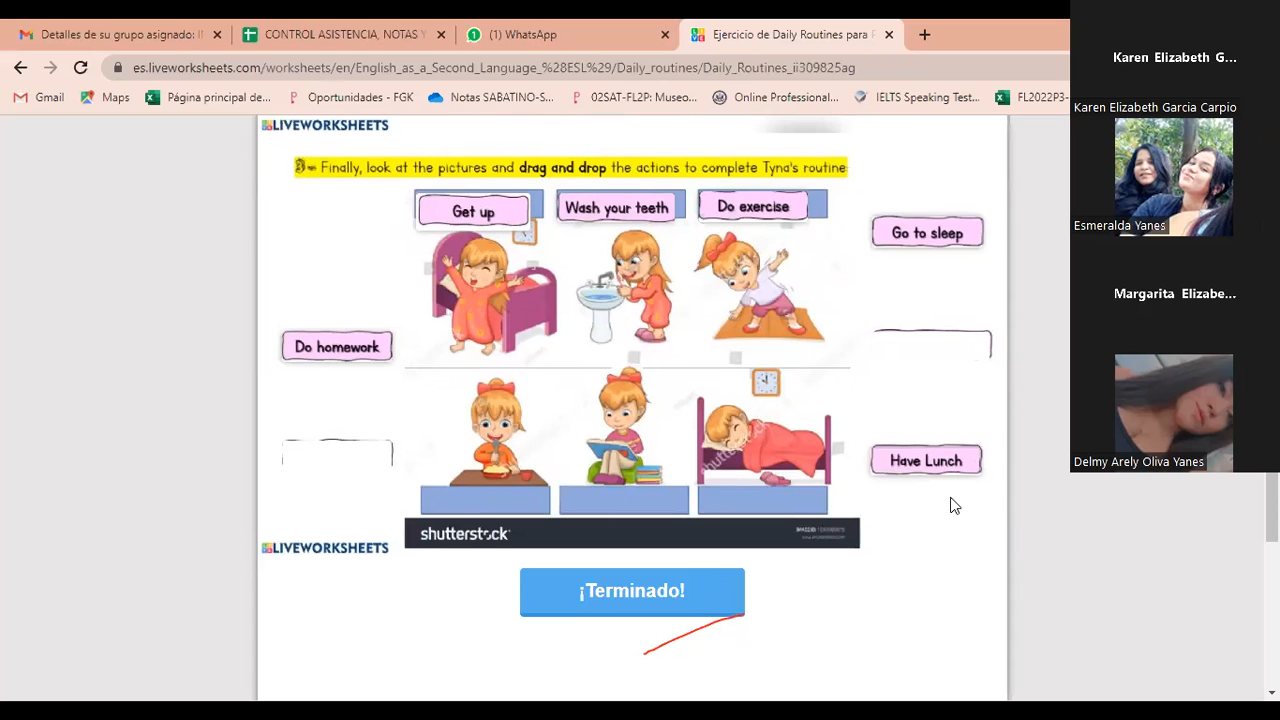 Detalles de su grupo asignado: I
CONTROL ASISTENCIA, NOTAS Y
(1) WhatsApp
Ejercicio de Daily Routines para F
Karen Elizabeth G...
es.liveworksheets.com/worksheets/en/English_as_a_Second_Language_%28ESL%29/Daily_routines/Daily_Routines_ii309825ag
Gmail
Maps
Página principal de...
Oportunidades - FGK
Notas SABATINO-S...
02SAT-FL2P: Museo...
Online Professional...
IELTS Speaking Test...
FL2022P3-
Karen Elizabeth Garcia Carpio
LIVEWORKSHEETS
3 Finally, look at the pictures and drag and drop the actions to complete Tyna's routine
Get up
Wash your teeth
Do exercise
Go to sleep
Esmeralda Yanes
Margarita Elizabe...
Do homework
Have Lunch
Delmy Arely Oliva Yanes
shutterstock
LIVEWORKSHEETS
¡Terminado!